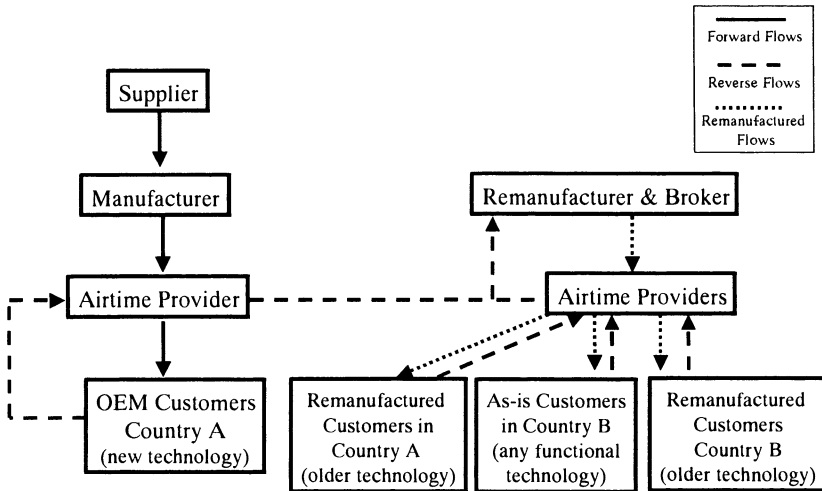 Forward Flows
Reverse Flows
Remanufactured
Flows
Supplier
Manufacturer
Remanufacturer & Broker
Airtime Provider
Airtime Providers
OEM Customers
Country A
(new technology)
Remanufactured
Customers in
Country A
(older technology)
As-is Customers
in Country B
(any functional
technology)
Remanufactured
Customers
Country B
(older technology)